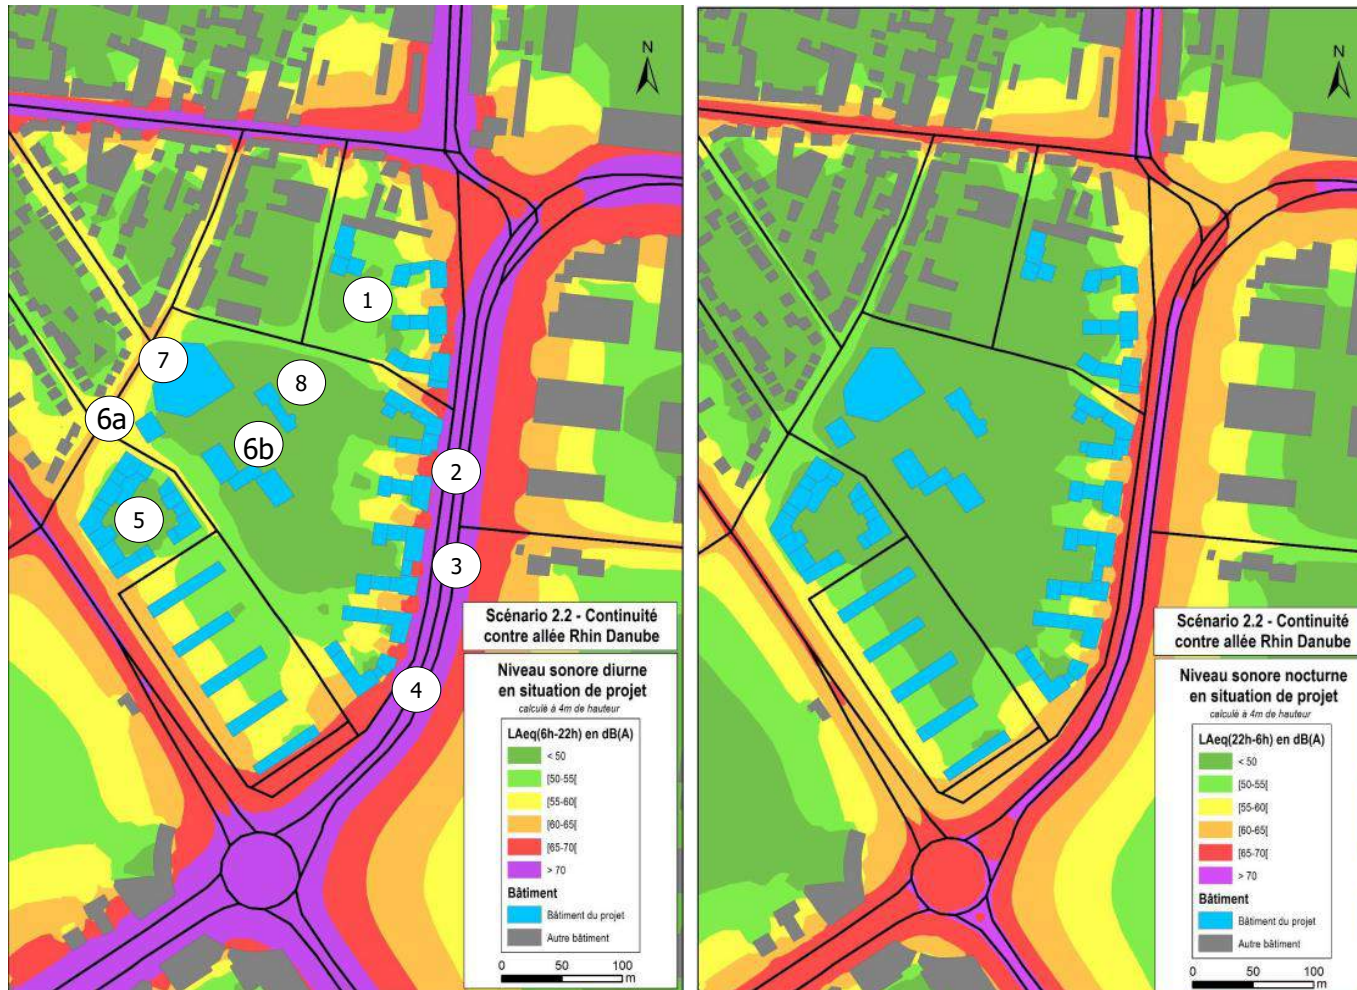 N
1
7
8
6a
6b
2
5
3
4
Scénario 2.2 - Continuité
contre allée Rhin Danube
Niveau sonore diurne
en situation de projet
calculé à 4m de hauteur
LAeq(6h-22h) en dB(A)
< 50
[50-55[
[55-60[
[60-65[
[65-70[
> 70
Bâtiment
Bâtiment du projet
Autre bâtiment
0 50 100
m
N
Scénario 2.2 - Continuité
contre allée Rhin Danube
Niveau sonore nocturne
en situation de projet
calculé à 4m de hauteur
LAeq(22h-6h) en dB(A)
< 50
[50-55[
[55-60[
[60-65[
[65-70[
> 70
Bâtiment
Bâtiment du projet
Autre bâtiment
0 50 100
m